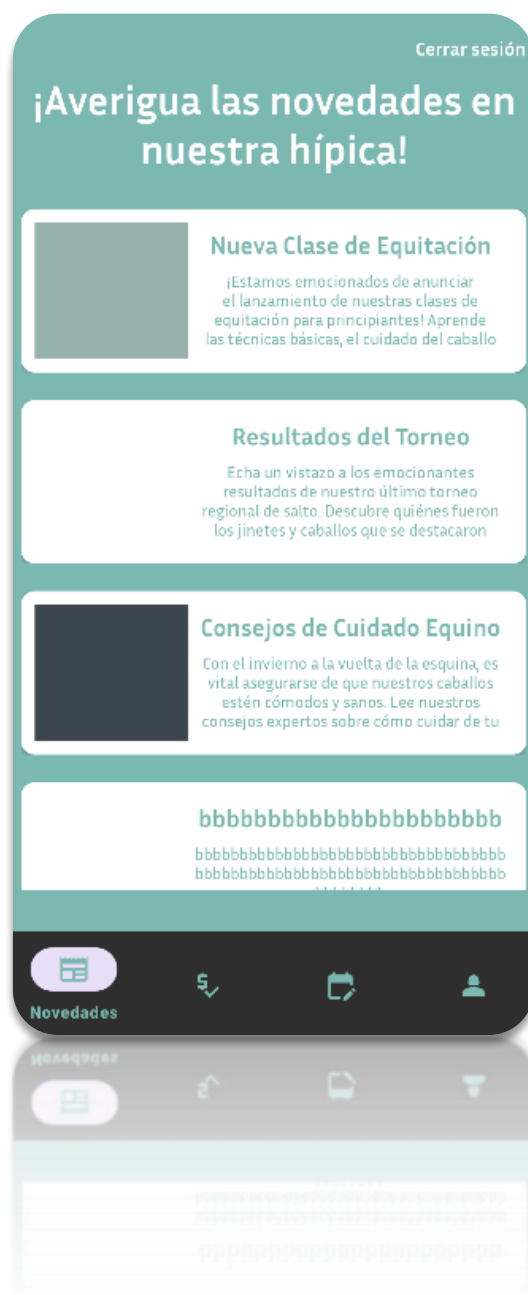 Cerrar sesión
¡Averigua las novedades en
nuestra hípica!
Nueva Clase de Equitación
¡Estamos emocionados de anunciar
el lanzamiento de nuestras clases de
equitación para principiantes! Aprende
las técnicas básicas, el cuidado del caballo
Resultados del Torneo
Echa un vistazo a los emocionantes
resultados de nuestro último torneo
regional de salto. Descubre quiénes fueron
los jinetes y caballos que se destacaron
Consejos de Cuidado Equino
Con el invierno a la vuelta de la esquina, es
vital asegurarse de que nuestros caballos
estén cómodos y sanos. Lee nuestros
consejos expertos sobre cómo cuidar de tu
bbbbbbbbbbbbbbbbbbbbbb
bbbbbbbbbbbbbbbbbbbbbbbbbbbbbbbbbb
bbbbbbbbbbbbbbbbbbbbbbbbbbbbbbbbbb
Novedades